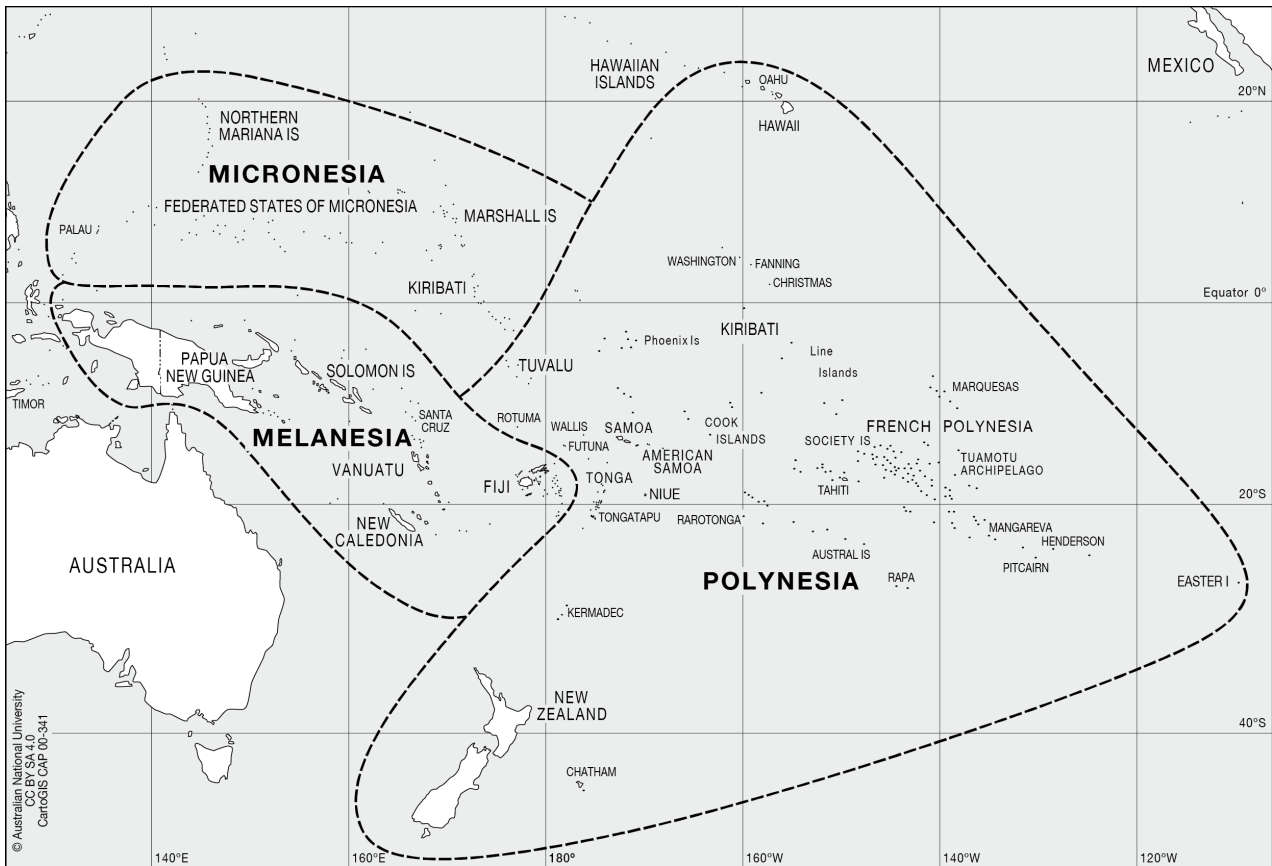 HAWAIIAN
ISLANDS
OAHU
HAWAII
MEXICO
20°N
NORTHERN
MARIANA IS
MICRONESIA
FEDERATED STATES OF MICRONESIA
MARSHALL IS
PALAU
WASHINGTON
FANNING
CHRISTMAS
KIRIBATI
Equator 0°
KIRIBATI
Phoenix Is
Line
Islands
PAPUA
NEW GUINEA
SOLOMON IS
TUVALU
TIMOR
MARQUESAS
SANTA
CRUZ
ROTUMA
WALLIS
SAMOA
COOK
ISLANDS
FRENCH POLYNESIA
MELANESIA
FUTUNA
AMERICAN
SAMOA
SOCIETY IS
TUAMOTU
ARCHIPELAGO
VANUATU
FIJI
TONGA
NIUE
TAHITI
20°S
TONGATAPU
RAROTONGA
NEW
CALEDONIA
MANGAREVA
HENDERSON
AUSTRAL IS
PITCAIRN
AUSTRALIA
POLYNESIA
RAPA
EASTER I
KERMADEC
NEW
ZEALAND
40°S
CHATHAM
© Australian National University
CC BY SA 4.0
CartoGIS CAP 00-341
140°E
160°E
180°
160°W
140°W
120°W